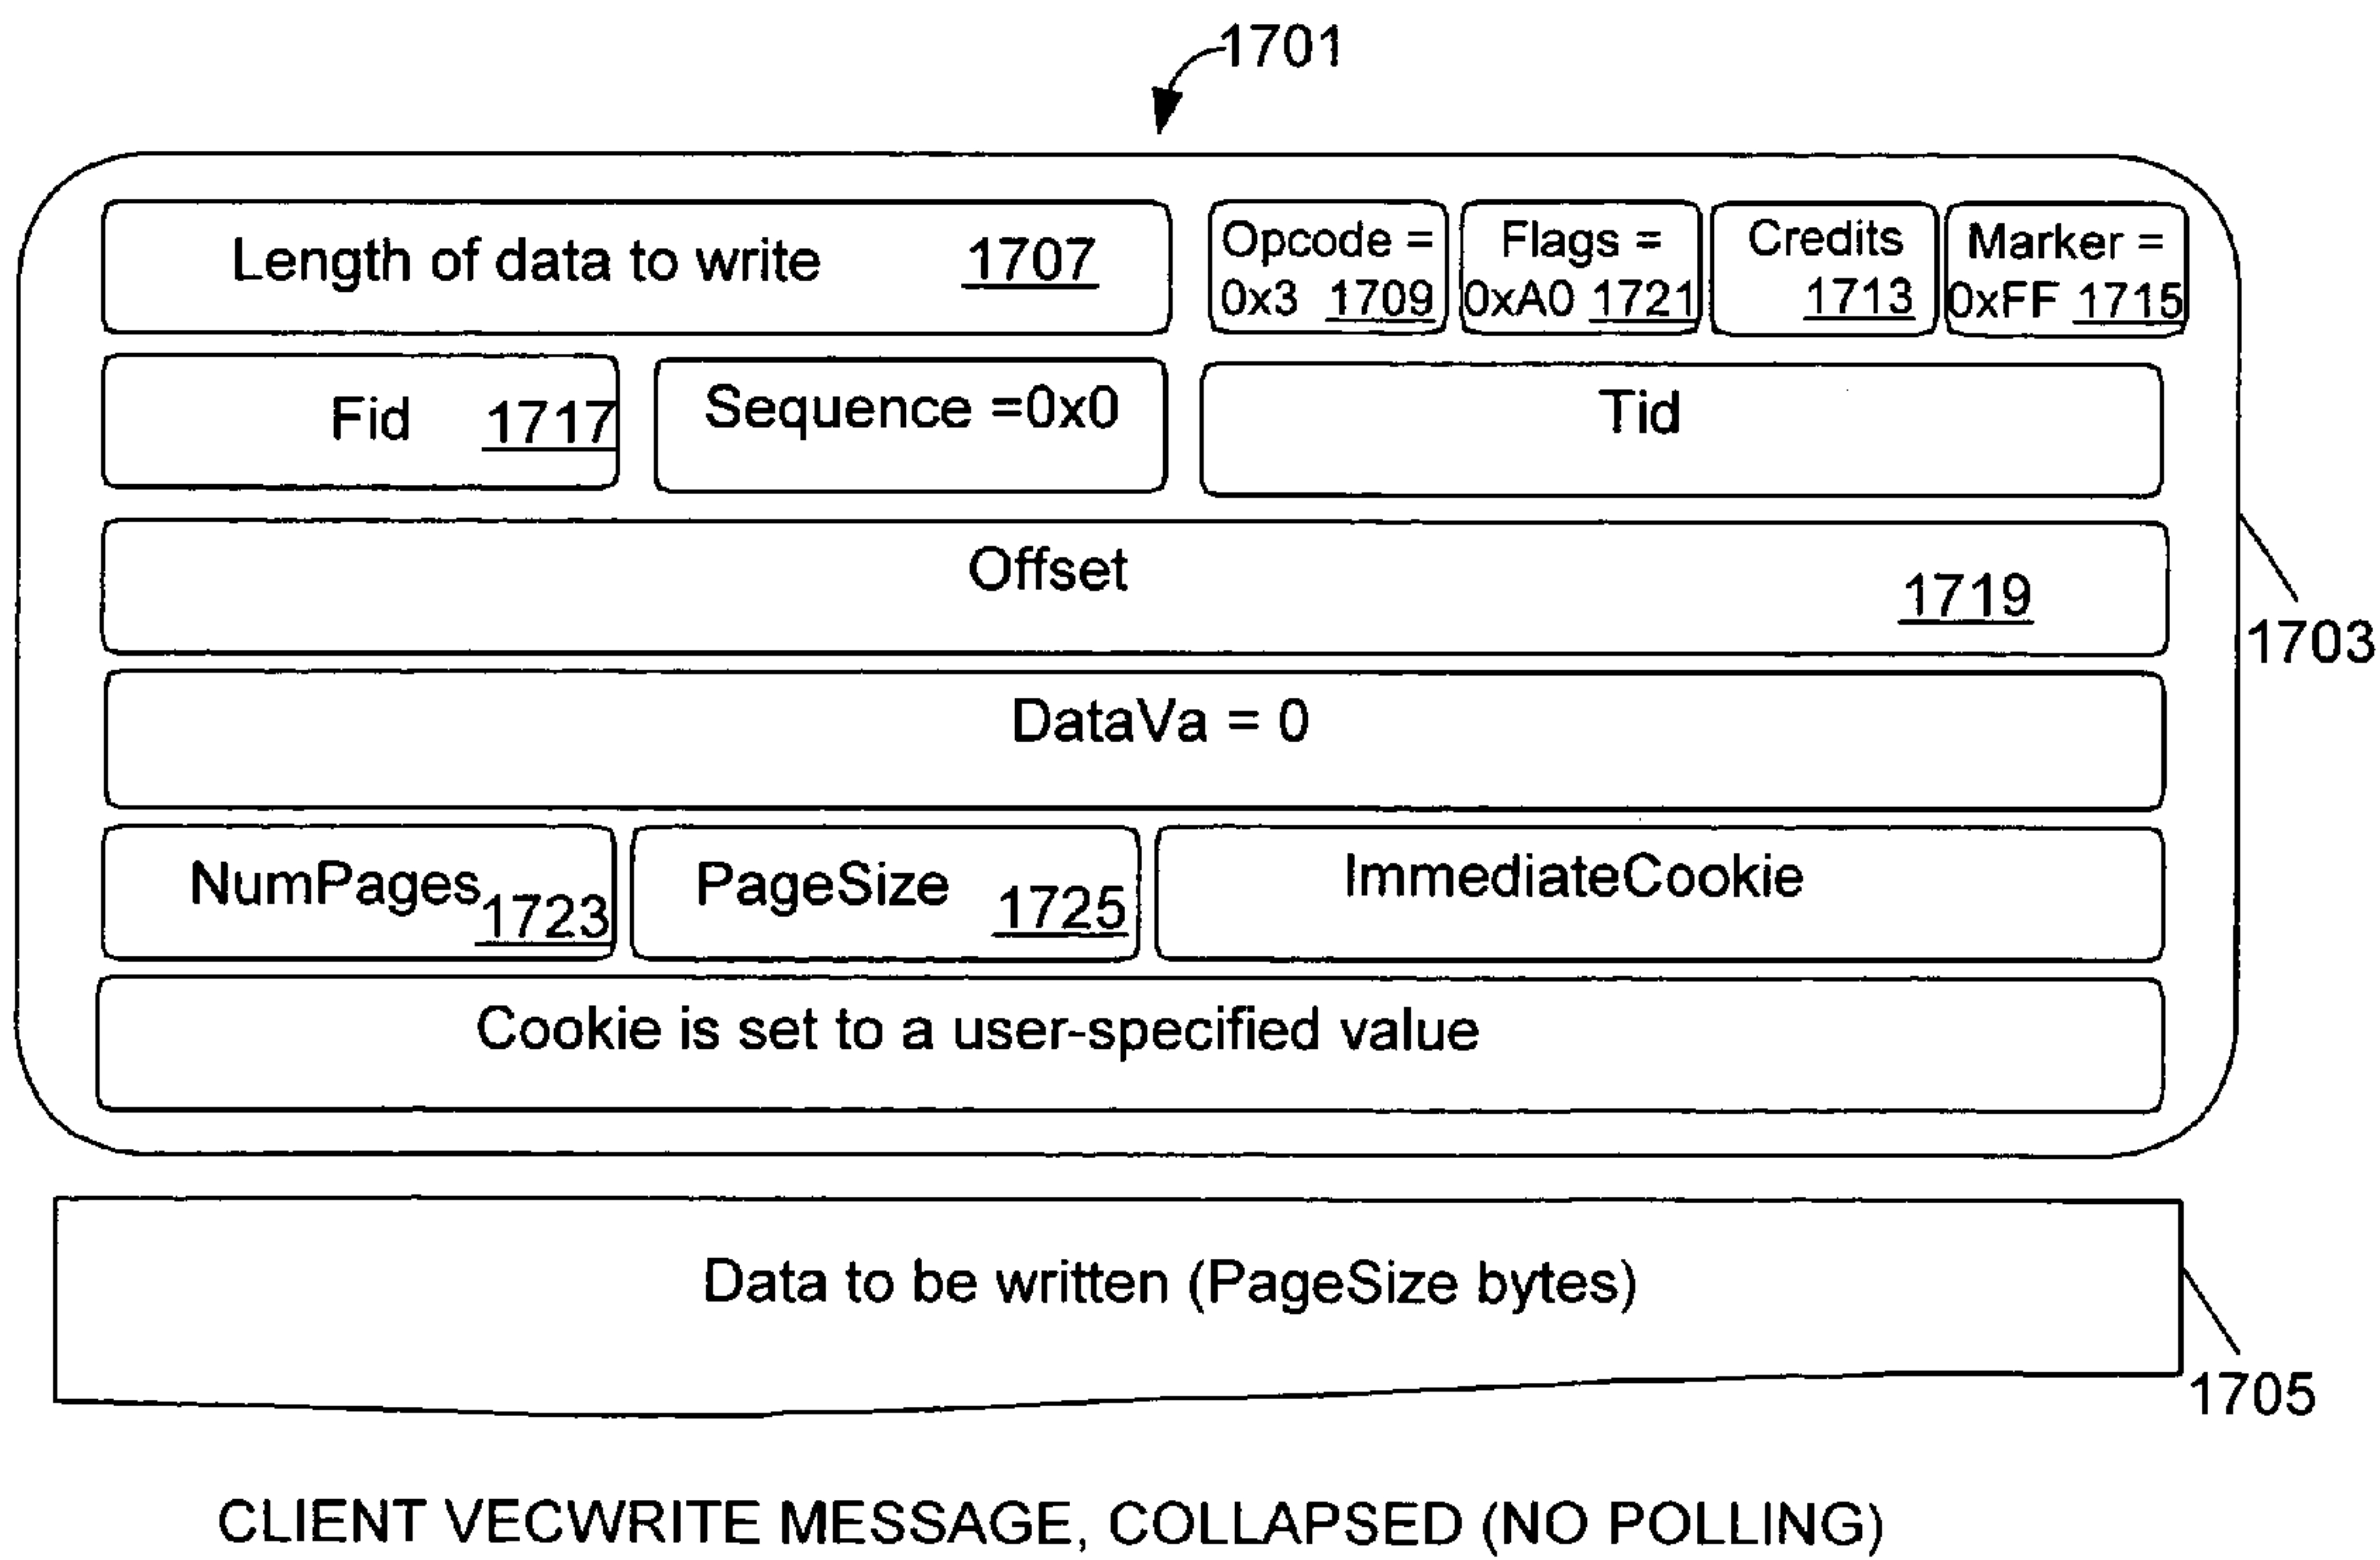 1701
Length of data to write 1707
Opcode =
0x3 1709
Flags =
0xA0 1721
Credits
1713
Marker =
0xFF 1715
Fid 1717
Sequence =0x0
Tid
Offset
1719
1703
DataVa = 0
NumPages 1723
PageSize 1725
ImmediateCookie
Cookie is set to a user-specified value
Data to be written (PageSize bytes)
1705
CLIENT VECWRITE MESSAGE, COLLAPSED (NO POLLING)